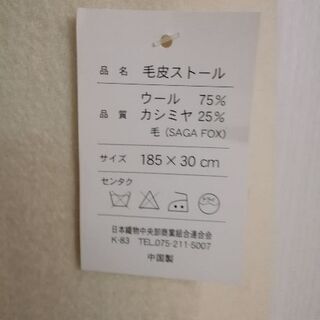 品名 毛皮ストール
ウール 75%
品質 カシミヤ 25%
毛 (SAGA FOX)
サイズ 185 × 30 cm
センタク
日本織物中央卸商業組合連合会
K-83 TEL.075-211-5007
中国製